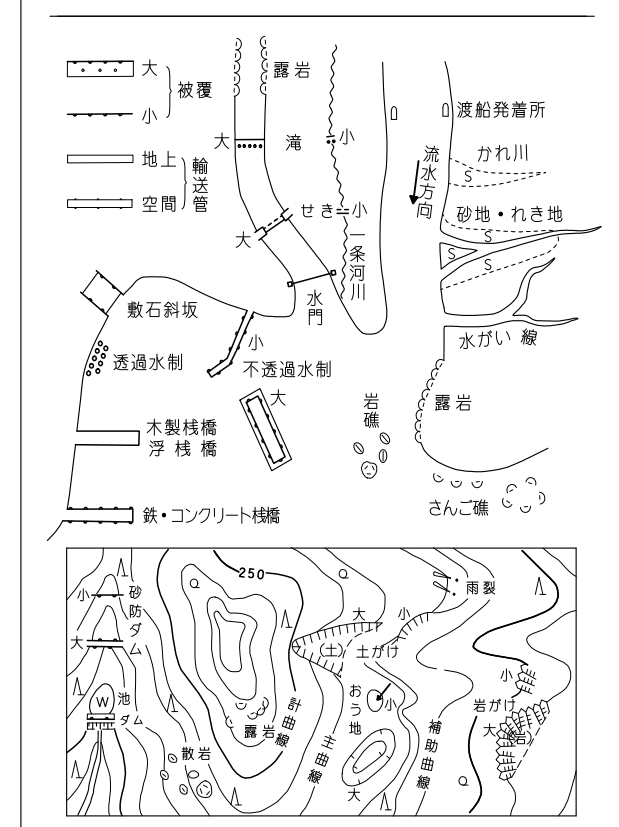 大
被覆
小
地上
輸送管
空間
露岩
大
滝
小
せき
小
大
一条河川
水門
渡船発着所
流水方向
かれ川
S
砂地・れき地
S
S
S
水がい線
敷石斜坂
透過水制
小
不透過水制
大
木製桟橋
浮桟橋
鉄・コンクリート桟橋
岩礁
露岩
さんご礁
小
砂防ダム
大
池
W
ダム
Q
250
Q
露岩
散岩
計曲線
主曲線
大
小
(土)
土がけ
おう地
小
大
補助曲線
雨裂
小
岩がけ
大
(岩)
Q